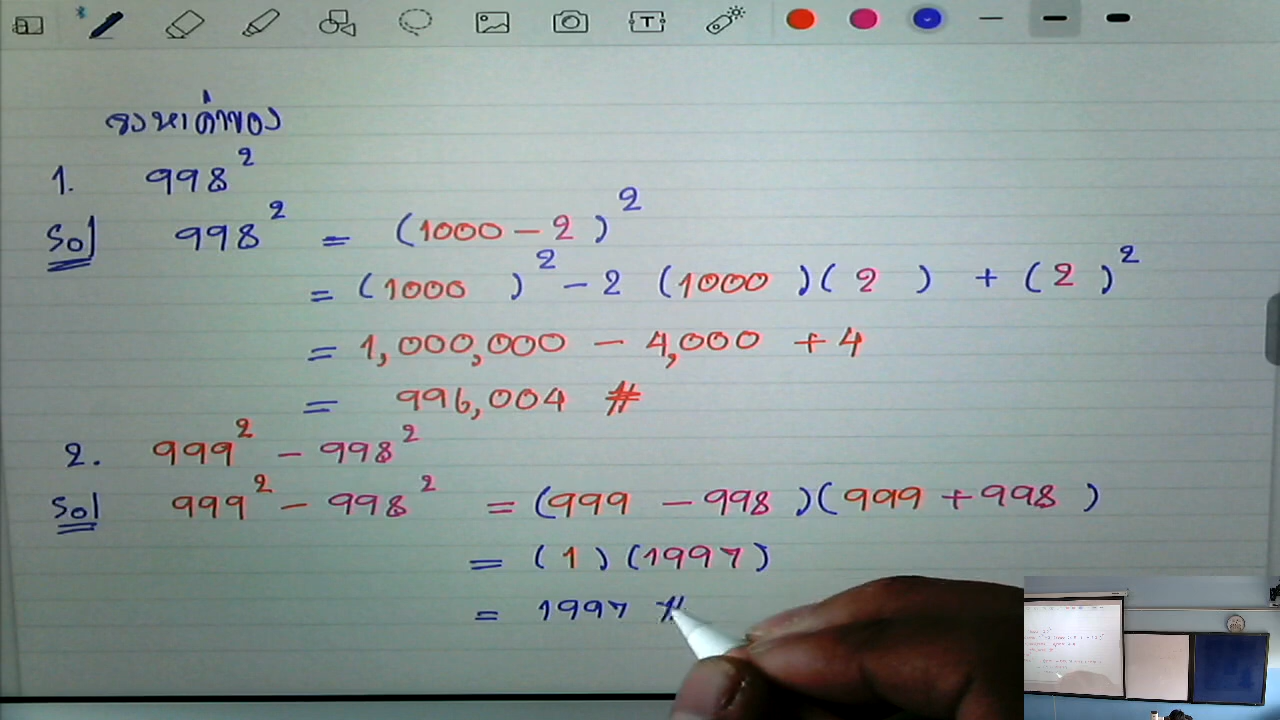 จงหาค่าของ
1. 998²
Sol 998² = (1000 - 2)²
= (1000 )² - 2 (1000 )( 2 ) + ( 2 )²
= 1,000,000 - 4,000 + 4
= 996,004 #
2. 999² - 998²
Sol 999² - 998² = (999 - 998 )( 999 + 998 )
= ( 1 ) (1997)
= 1997 #